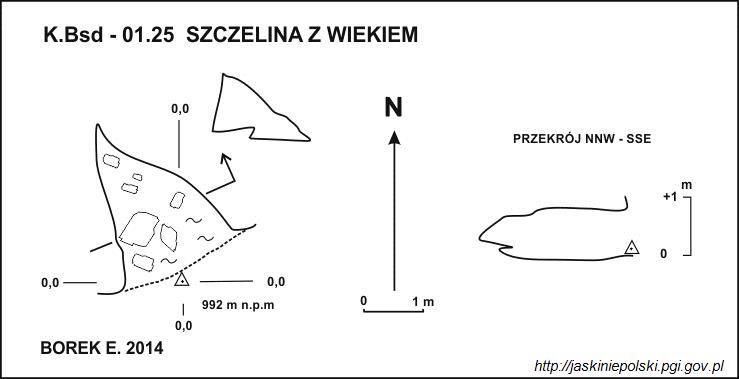 K.Bsd - 01.25 SZCZELINA Z WIEKIEM
0,0
N
PRZEKRÓJ NNW - SSE
+1 m
0
0,0
0,0
992 m n.p.m
0,0
0 1 m
BOREK E. 2014
http://jaskiniepolski.pgi.gov.pl